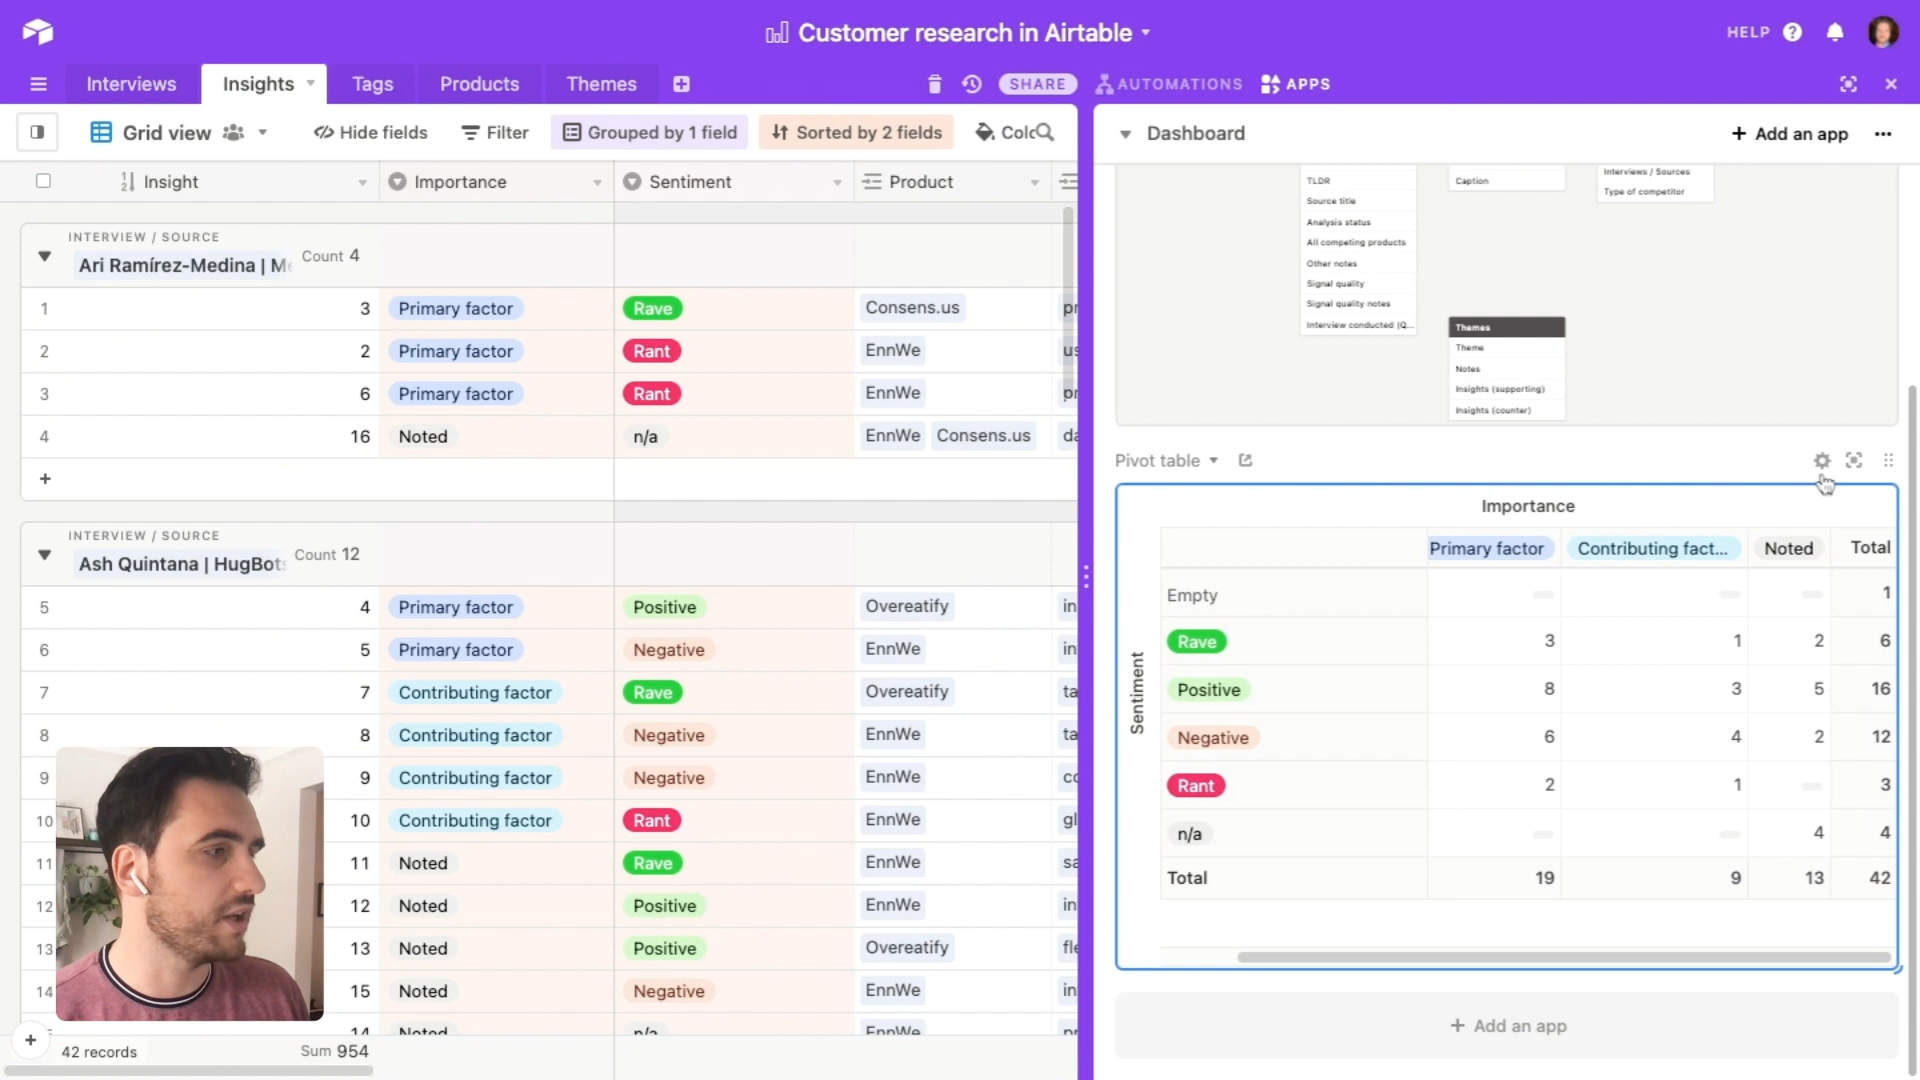 Customer research in Airtable
HELP
Interviews
Insights
Tags
Products
Themes
SHARE
AUTOMATIONS
APPS
Grid view
Hide fields
Filter
Grouped by 1 field
Sorted by 2 fields
Insight
Importance
Sentiment
Product
INTERVIEW / SOURCE
Ari Ramírez-Medina |
Count 4
1 3 Primary factor Rave Consens.us
2 2 Primary factor Rant EnnWe
3 6 Primary factor Rant EnnWe
4 16 Noted n/a EnnWe Consens.us
+
INTERVIEW / SOURCE
Ash Quintana | HugBots
Count 12
5 4 Primary factor Positive Overeatify
6 5 Primary factor Negative EnnWe
7 7 Contributing factor Rave Overeatify
8 8 Contributing factor Negative EnnWe
9 9 Contributing factor Negative EnnWe
10 10 Contributing factor Rant EnnWe
11 11 Noted Rave EnnWe
12 12 Noted Positive EnnWe
13 13 Noted Positive Overeatify
14 15 Noted Negative EnnWe
14 Noted n/a EnnWe
+
42 records
Sum 954
Dashboard
+ Add an app
...
TLDR
Source title
Analysis status
All competing products
Other notes
Signal quality
Signal quality notes
Interview conducted (Q...
Caption
Interviews / Sources
Type of competitor
Themes
Theme
Notes
Insights (supporting)
Insights (counter)
Pivot table
Importance
Primary factor Contributing fact... Noted Total
Sentiment
Empty 1
Rave 3 1 2 6
Positive 8 3 5 16
Negative 6 4 2 12
Rant 2 1 3
n/a 4 4
Total 19 9 13 42
+ Add an app